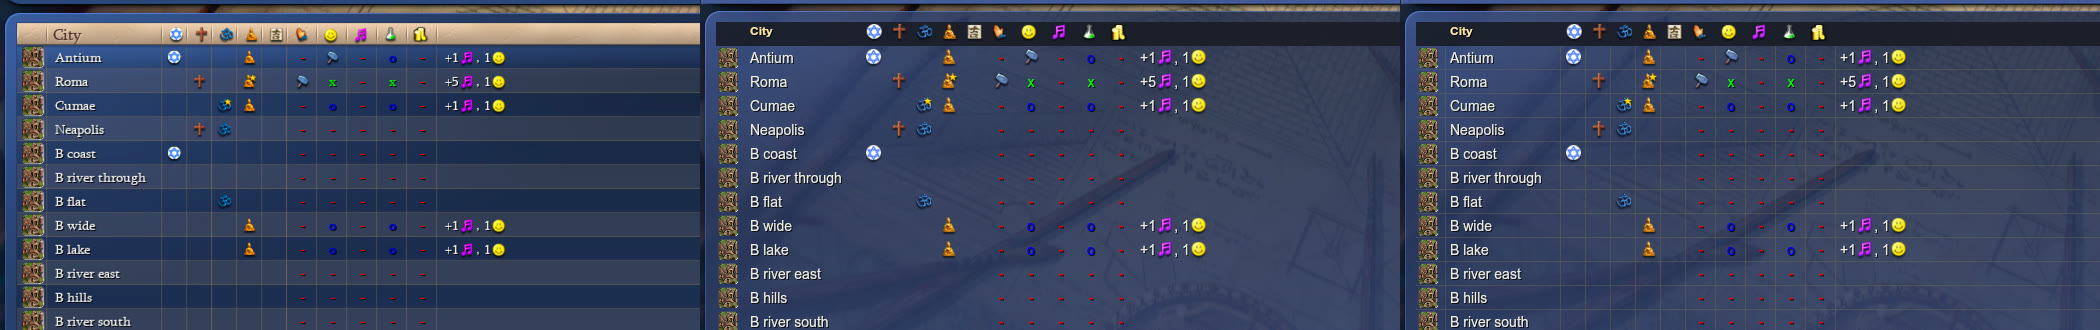 City
Antium +1 , 1
Roma x x +5 , 1
Cumae o o +1 , 1
Neapolis
B coast
B river through
B flat
B wide o o +1 , 1
B lake o o +1 , 1
B river east
B hills
B river south
City
Antium o +1 , 1
Roma x x +5 , 1
Cumae o o +1 , 1
Neapolis
B coast
B river through
B flat
B wide o o +1 , 1
B lake o o +1 , 1
B river east
B hills
B river south
City
Antium o +1 , 1
Roma x x +5 , 1
Cumae o o +1 , 1
Neapolis
B coast
B river through
B flat
B wide o o +1 , 1
B lake o o +1 , 1
B river east
B hills
B river south